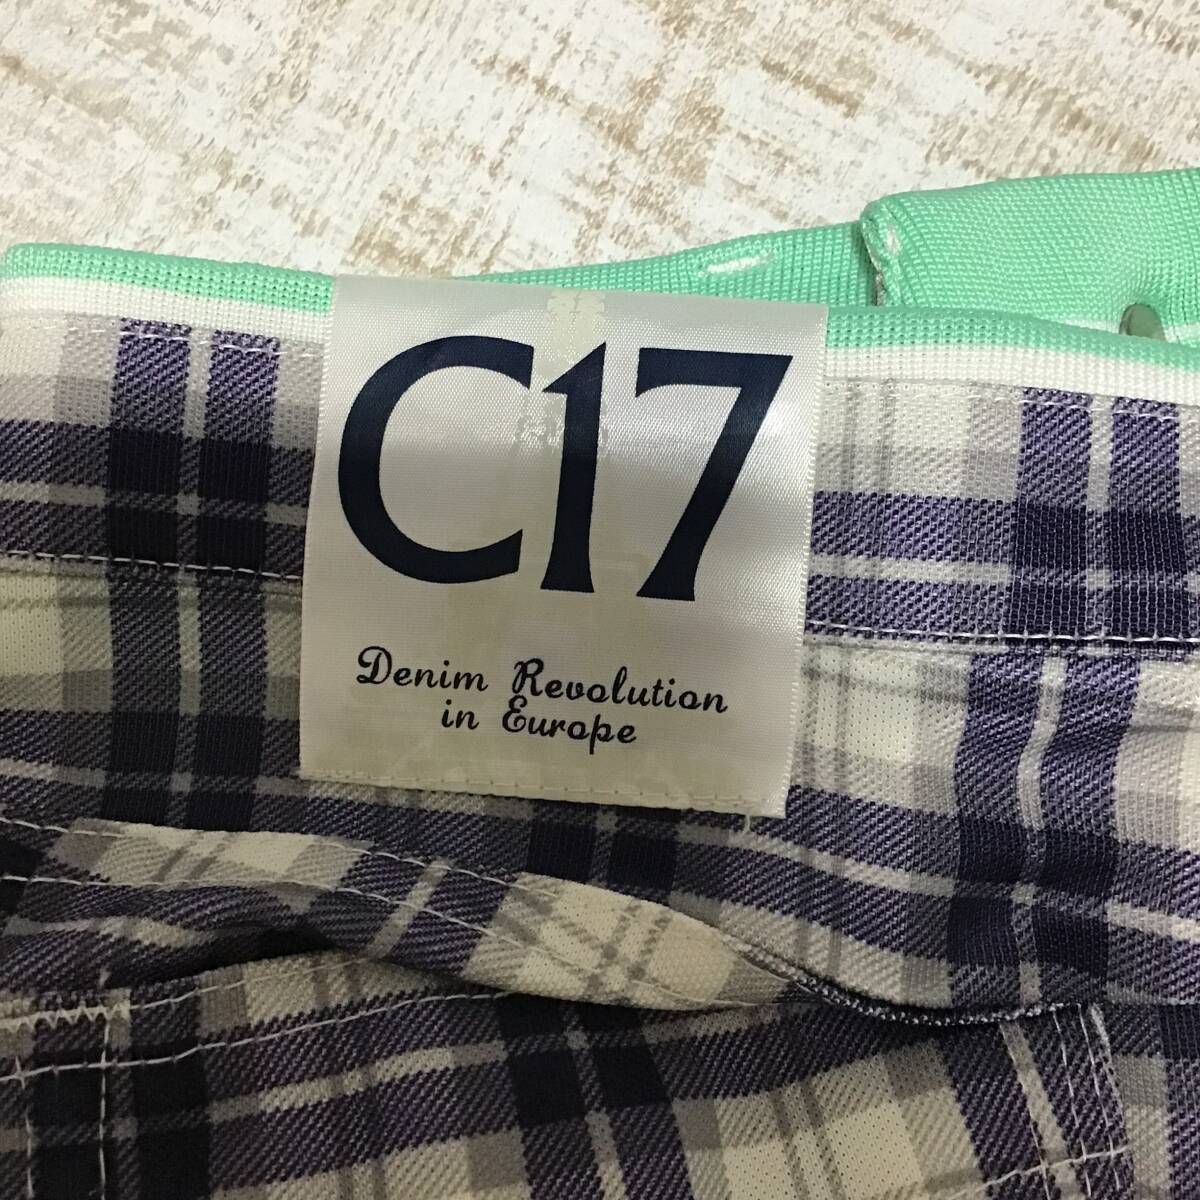 C17
Denim Revolution
in Europe